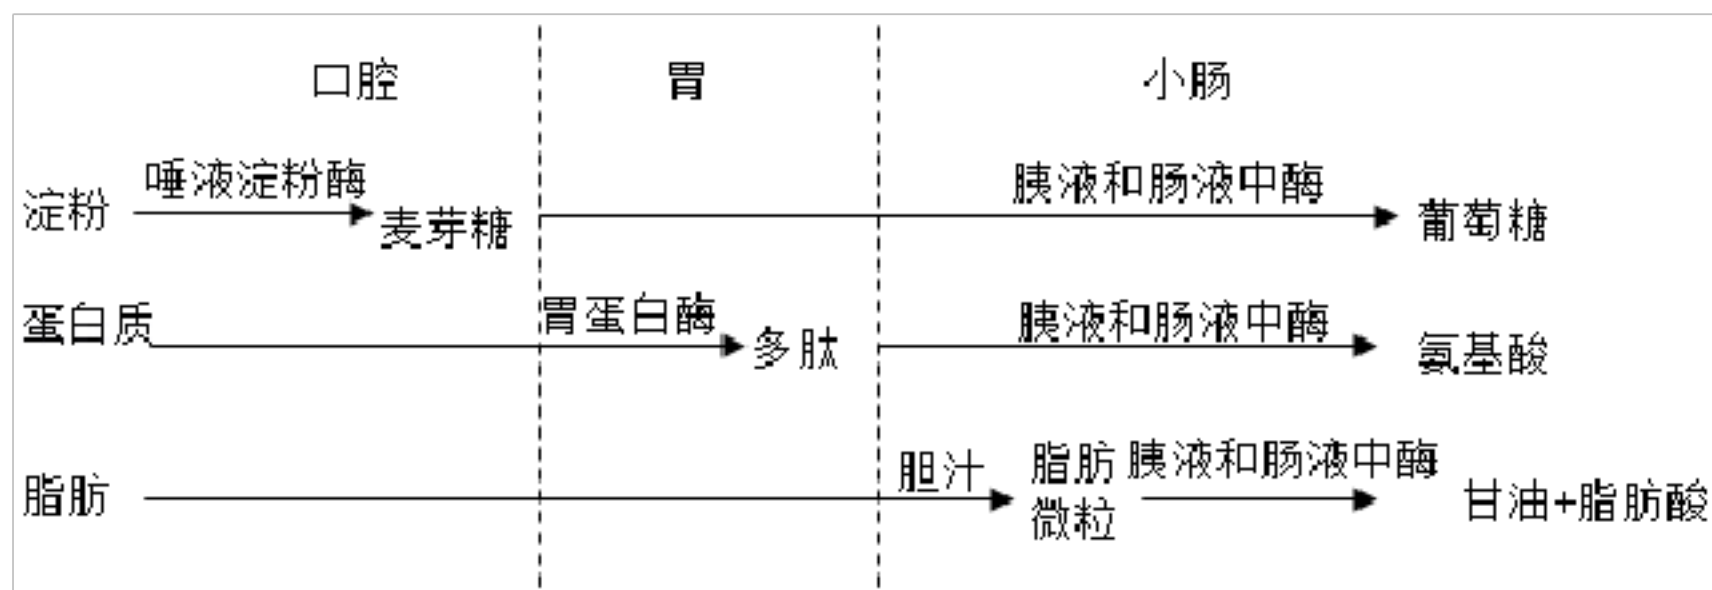 口腔 胃 小肠
淀粉 唾液淀粉酶 麦芽糖 胰液和肠液中酶 葡萄糖
蛋白质 胃蛋白酶 多肽 胰液和肠液中酶 氨基酸
脂肪 胆汁 脂肪 胰液和肠液中酶 甘油+脂肪酸
微粒